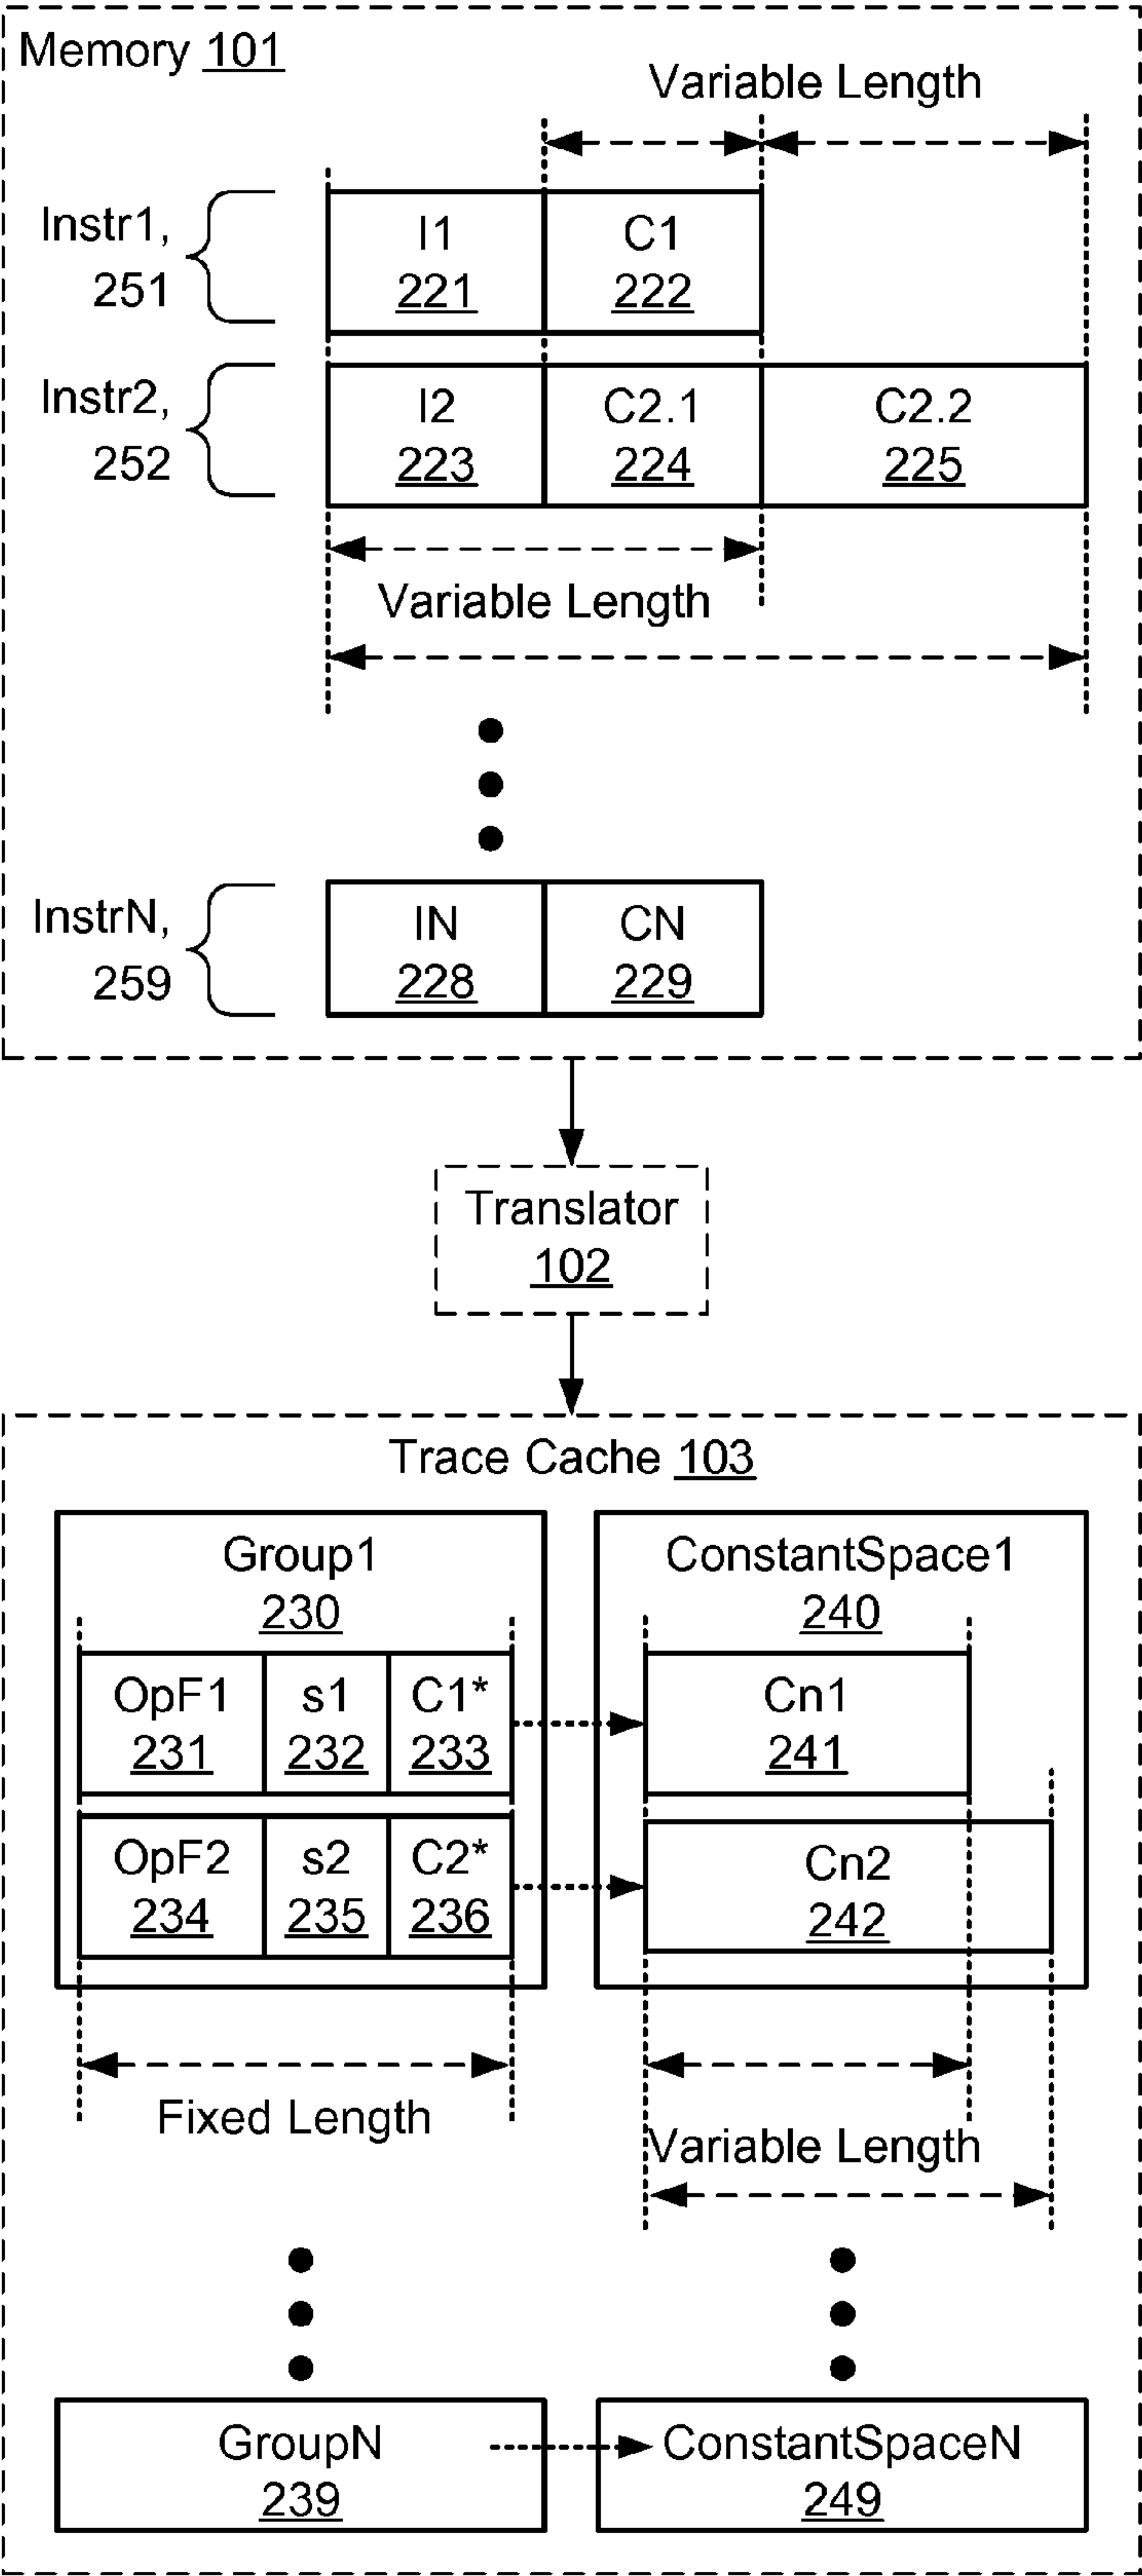 Memory 101
Variable Length
Instr1,
251
I1
221
C1
222
Instr2,
252
I2
223
C2.1
224
C2.2
225
Variable Length
InstrN,
259
IN
228
CN
229
Translator
102
Trace Cache 103
Group1
230
ConstantSpace1
240
OpF1
231
s1
232
C1*
233
Cn1
241
OpF2
234
s2
235
C2*
236
Cn2
242
Fixed Length
Variable Length
GroupN
239
ConstantSpaceN
249